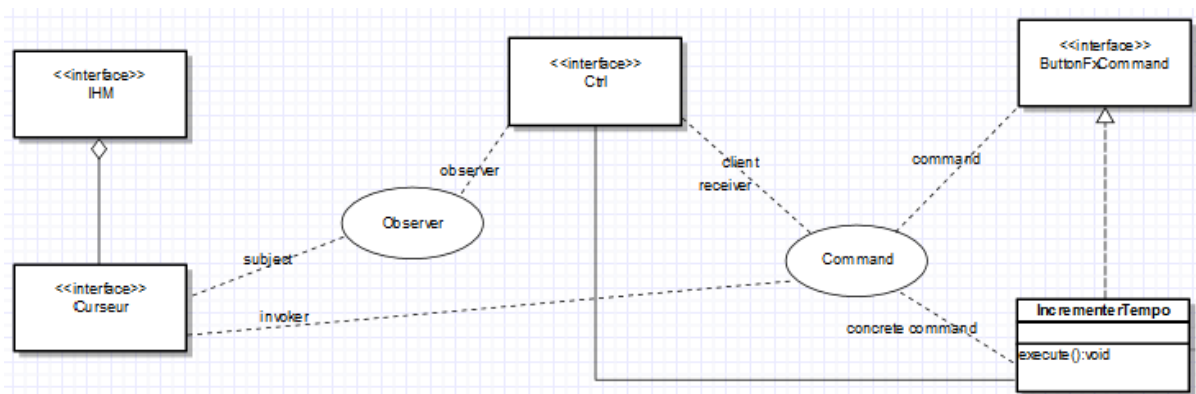 <<interface>>
IHM
<<interface>>
Ctrl
<<interface>>
ButtonFxCommand
observer
client
receiver
command
Observer
Command
subject
<<interface>>
Curseur
invoker
concrete command
IncrementerTempo
execute():void